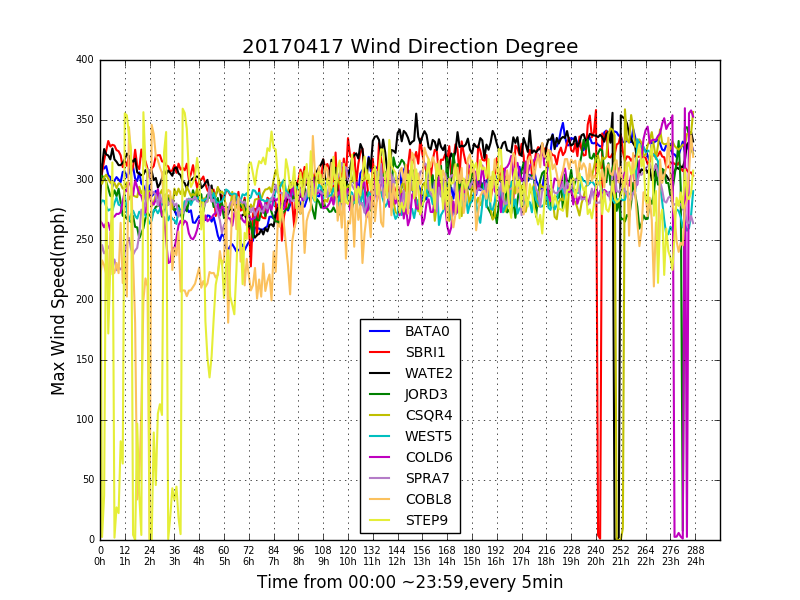 20170417 Wind Direction Degree
Max Wind Speed(mph)
400
350
300
250
200
150
100
50
0
BATA0
SBRI1
WATE2
JORD3
CSQR4
WEST5
COLD6
SPRA7
COBL8
STEP9
0 12 24 36 48 60 72 84 96 108 120 132 144 156 168 180 192 204 216 228 240 252 264 276 288
0h 1h 2h 3h 4h 5h 6h 7h 8h 9h 10h 11h 12h 13h 14h 15h 16h 17h 18h 19h 20h 21h 22h 23h 24h
Time from 00:00 ~23:59,every 5min